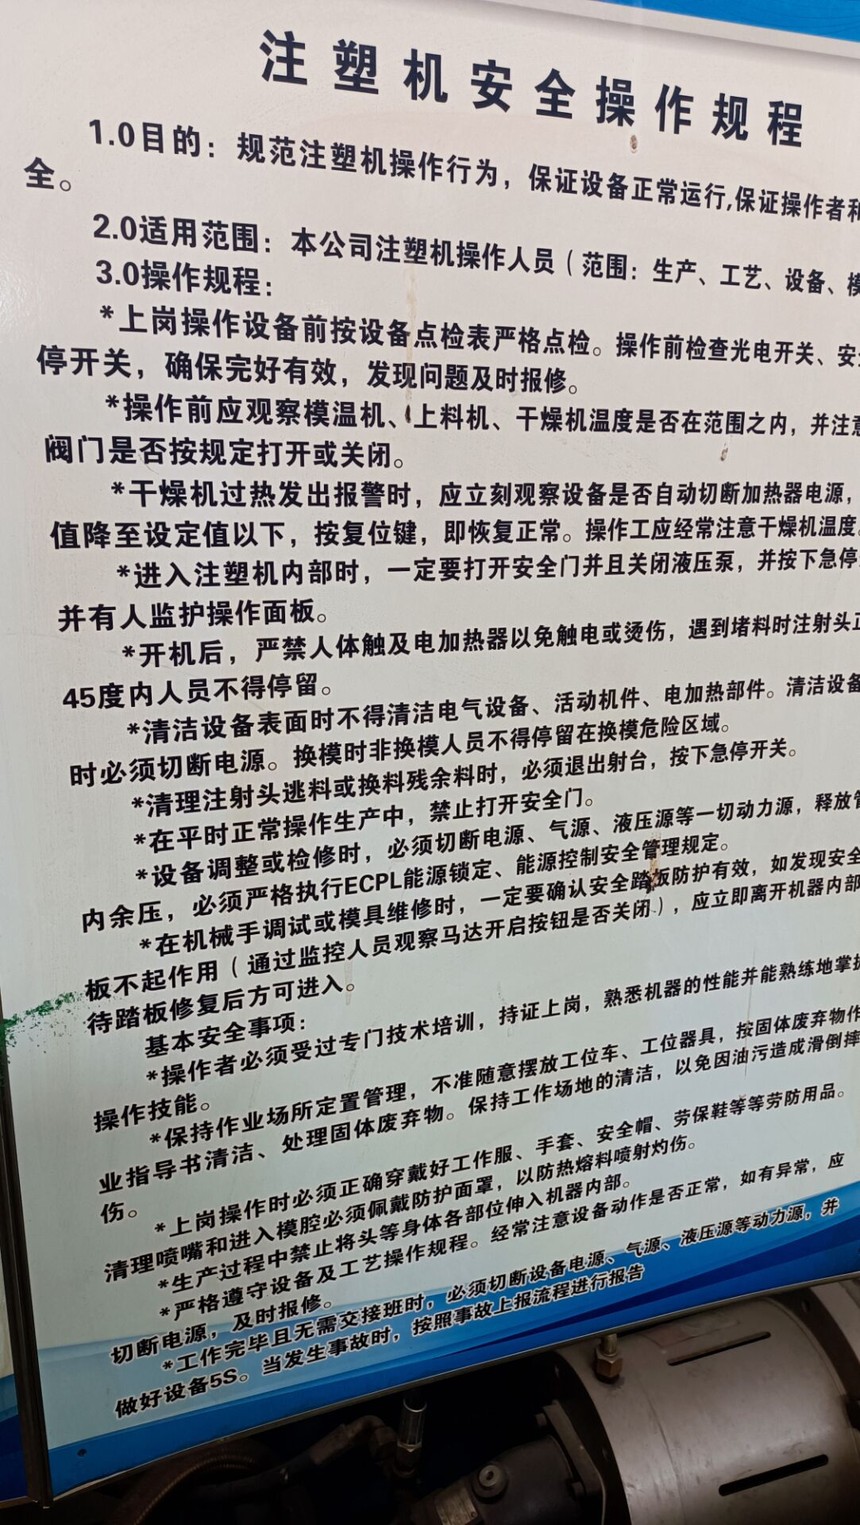 注塑机安全操作规程
1.0目的：规范注塑机操作行为，保证设备正常运行,保证操作者和
全。
2.0适用范围：本公司注塑机操作人员（范围：生产、工艺、设备、模
3.0操作规程：
*上岗操作设备前按设备点检表严格点检。操作前检查光电开关、安全
停开关，确保完好有效，发现问题及时报修。
*操作前应观察模温机、上料机、干燥机温度是否在范围之内，并注意
阀门是否按规定打开或关闭。
*干燥机过热发出报警时，应立刻观察设备是否自动切断加热器电源，
值降至设定值以下，按复位键，即恢复正常。操作工应经常注意干燥机温度。
*进入注塑机内部时，一定要打开安全门并且关闭液压泵，并按下急停
并有人监护操作面板。
*开机后，严禁人体触及电加热器以免触电或烫伤，遇到堵料时注射头正
45度内人员不得停留。
*清洁设备表面时不得清洁电气设备、活动机件、电加热部件。清洁设备
时必须切断电源。换模时非换模人员不得停留在换模危险区域。
*清理注射头逃料或换料残余料时，必须退出射台，按下急停开关。
*在平时正常操作生产中，禁止打开安全门。
*设备调整或检修时，必须切断电源、气源、液压源等一切动力源，释放管
内余压，必须严格执行ECPL能源锁定、能源控制安全管理规定。
*在机械手调试或模具维修时，一定要确认安全踏板防护有效，如发现安全
板不起作用（通过监控人员观察马达开启按钮是否关闭），应立即离开机器内部
待踏板修复后方可进入。
基本安全事项：
*操作者必须受过专门技术培训，持证上岗，熟悉机器的性能并能熟练地掌握
操作技能。
*保持作业场所定置管理，不准随意摆放工位车、工位器具，按固体废弃物作
业指导书清洁、处理固体废弃物。保持工作场地的清洁，以免因油污造成滑倒摔
伤。
*上岗操作时必须正确穿戴好工作服、手套、安全帽、劳保鞋等等劳防用品。
清理喷嘴和进入模腔必须佩戴防护面罩，以防热熔料喷射灼伤。
*生产过程中禁止将头等身体各部位伸入机器内部。
*严格遵守设备及工艺操作规程。经常注意设备动作是否正常，如有异常，应
切断电源，及时报修。
*工作完毕且无需交接班时，必须切断设备电源、气源、液压源等动力源，并
做好设备5S。当发生事故时，按照事故上报流程进行报告